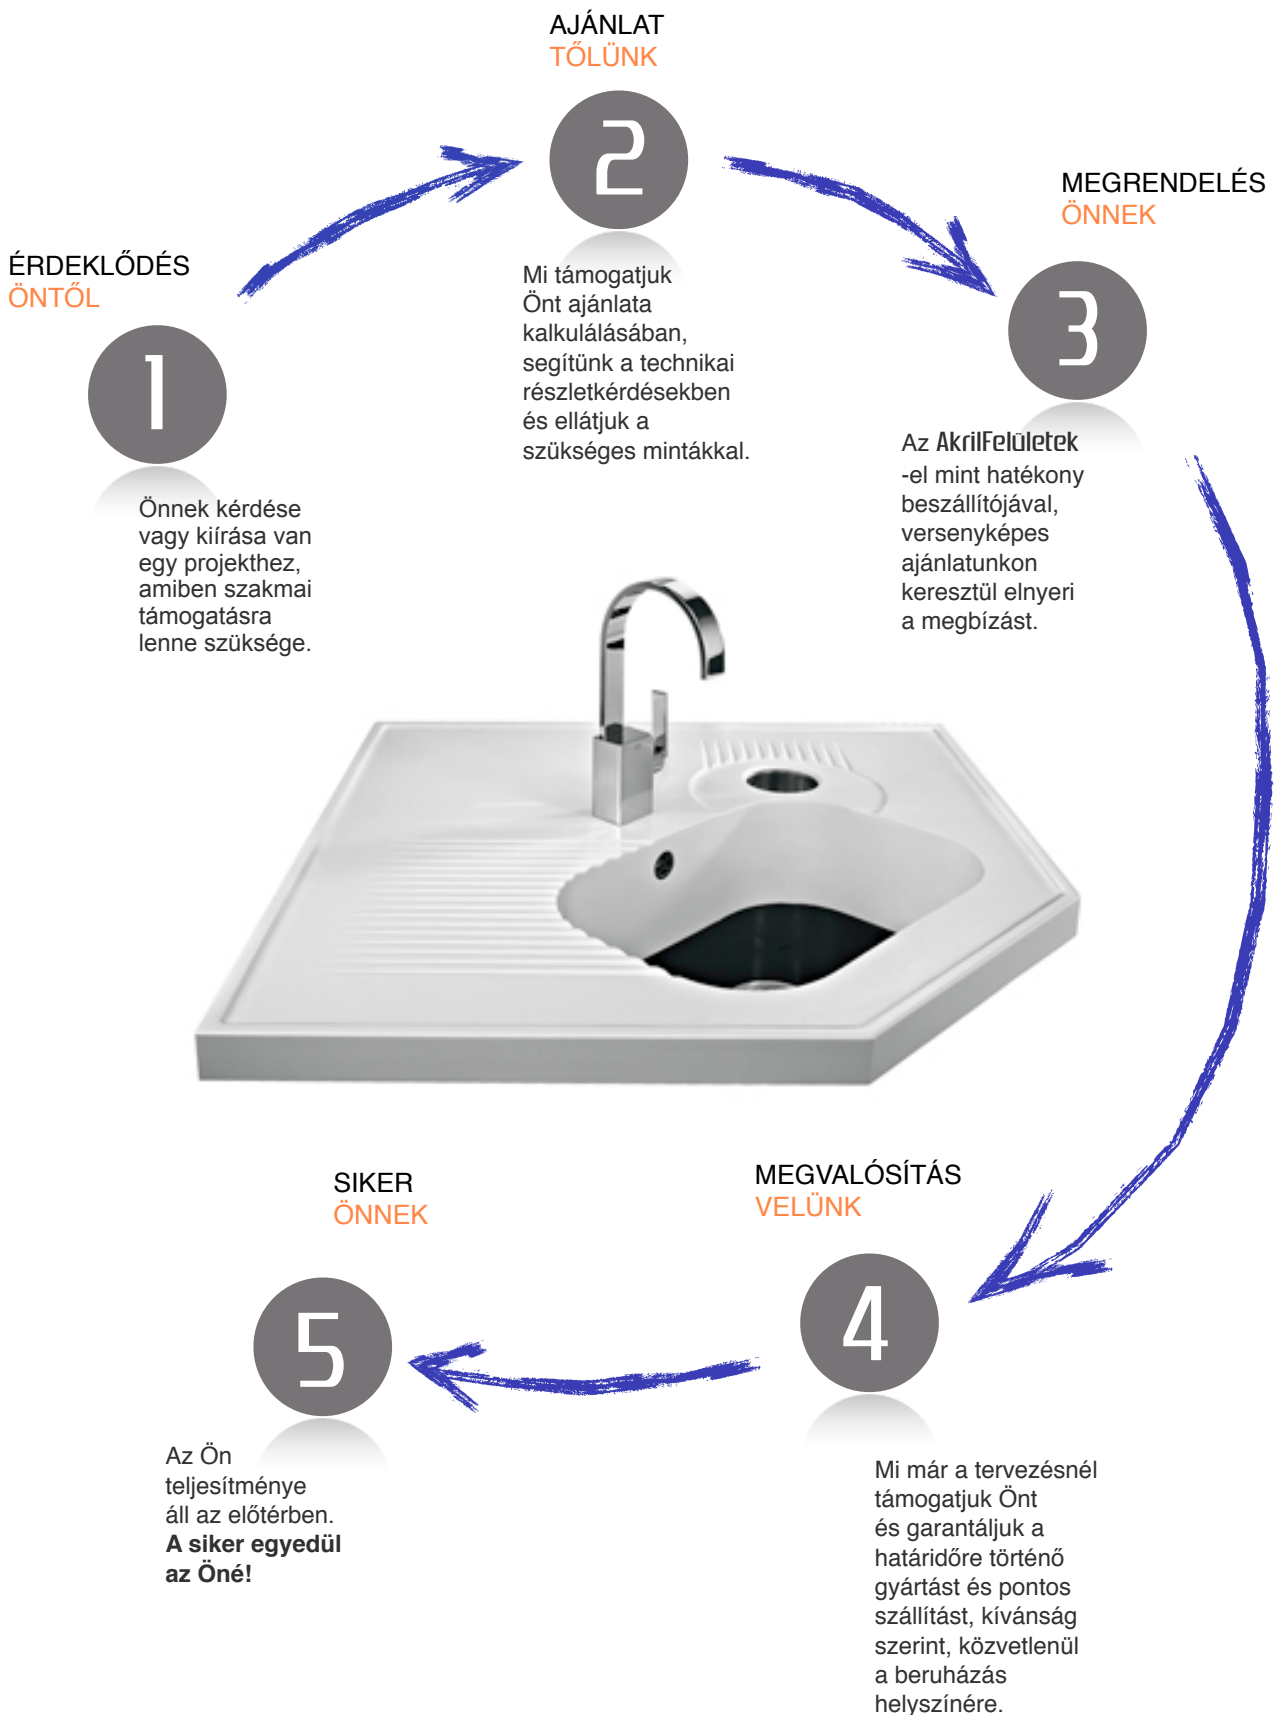 ÉRDEKLŐDÉS
ÖNTŐL
1
Önnek kérdése
vagy kiírása van
egy projekthez,
amiben szakmai
támogatásra
lenne szüksége.
AJÁNLAT
TŐLÜNK
2
Mi támogatjuk
Önt ajánlata
kalkulálásában,
segítünk a technikai
részletkérdésekben
és ellátjuk a
szükséges mintákkal.
MEGRENDELÉS
ÖNNEK
3
Az AkrilFelületek
-el mint hatékony
beszállítójával,
versenyképes
ajánlatunkon
keresztül elnyeri
a megbízást.
MEGVALÓSÍTÁS
VELÜNK
4
Mi már a tervezésnél
támogatjuk Önt
és garantáljuk a
határidőre történő
gyártást és pontos
szállítást, kívánság
szerint, közvetlenül
a beruházás
helyszínére.
SIKER
ÖNNEK
5
Az Ön
teljesítménye
áll az előtérben.
A siker egyedül
az Öné!